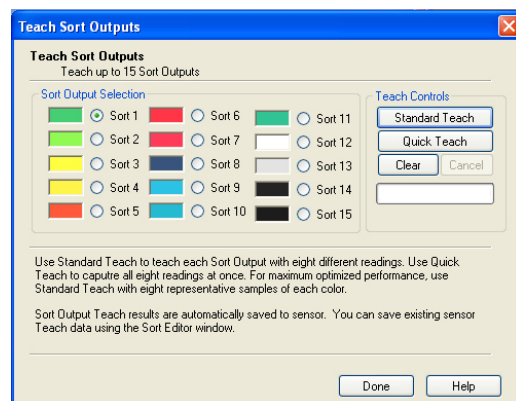 Teach Sort Outputs
Teach Sort Outputs
Teach up to 15 Sort Outputs
Sort Output Selection
Sort 1
Sort 6
Sort 11
Sort 2
Sort 7
Sort 12
Sort 3
Sort 8
Sort 13
Sort 4
Sort 9
Sort 14
Sort 5
Sort 10
Sort 15
Teach Controls
Standard Teach
Quick Teach
Clear
Cancel
Use Standard Teach to teach each Sort Output with eight different readings. Use Quick
Teach to caputre all eight readings at once. For maximum optimized performance, use
Standard Teach with eight representative samples of each color.
Sort Output Teach results are automatically saved to sensor. You can save existing sensor
Teach data using the Sort Editor window.
Done
Help